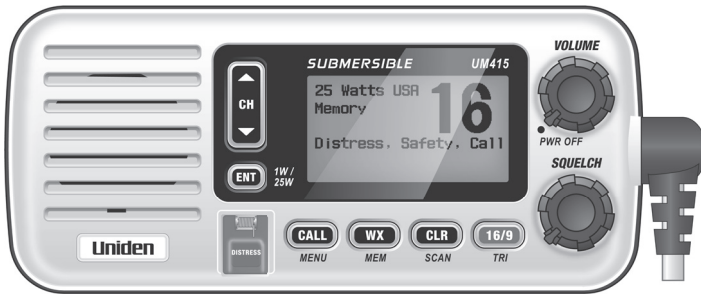 VOLUME
SUBMERSIBLE UM415
25 Watts USA 16
Memory
Distress, Safety, Call
CH
PWR OFF
SQUELCH
ENT 1W /
25W
DISTRESS
CALL WX CLR 16/9
MENU MEM SCAN TRI
Uniden